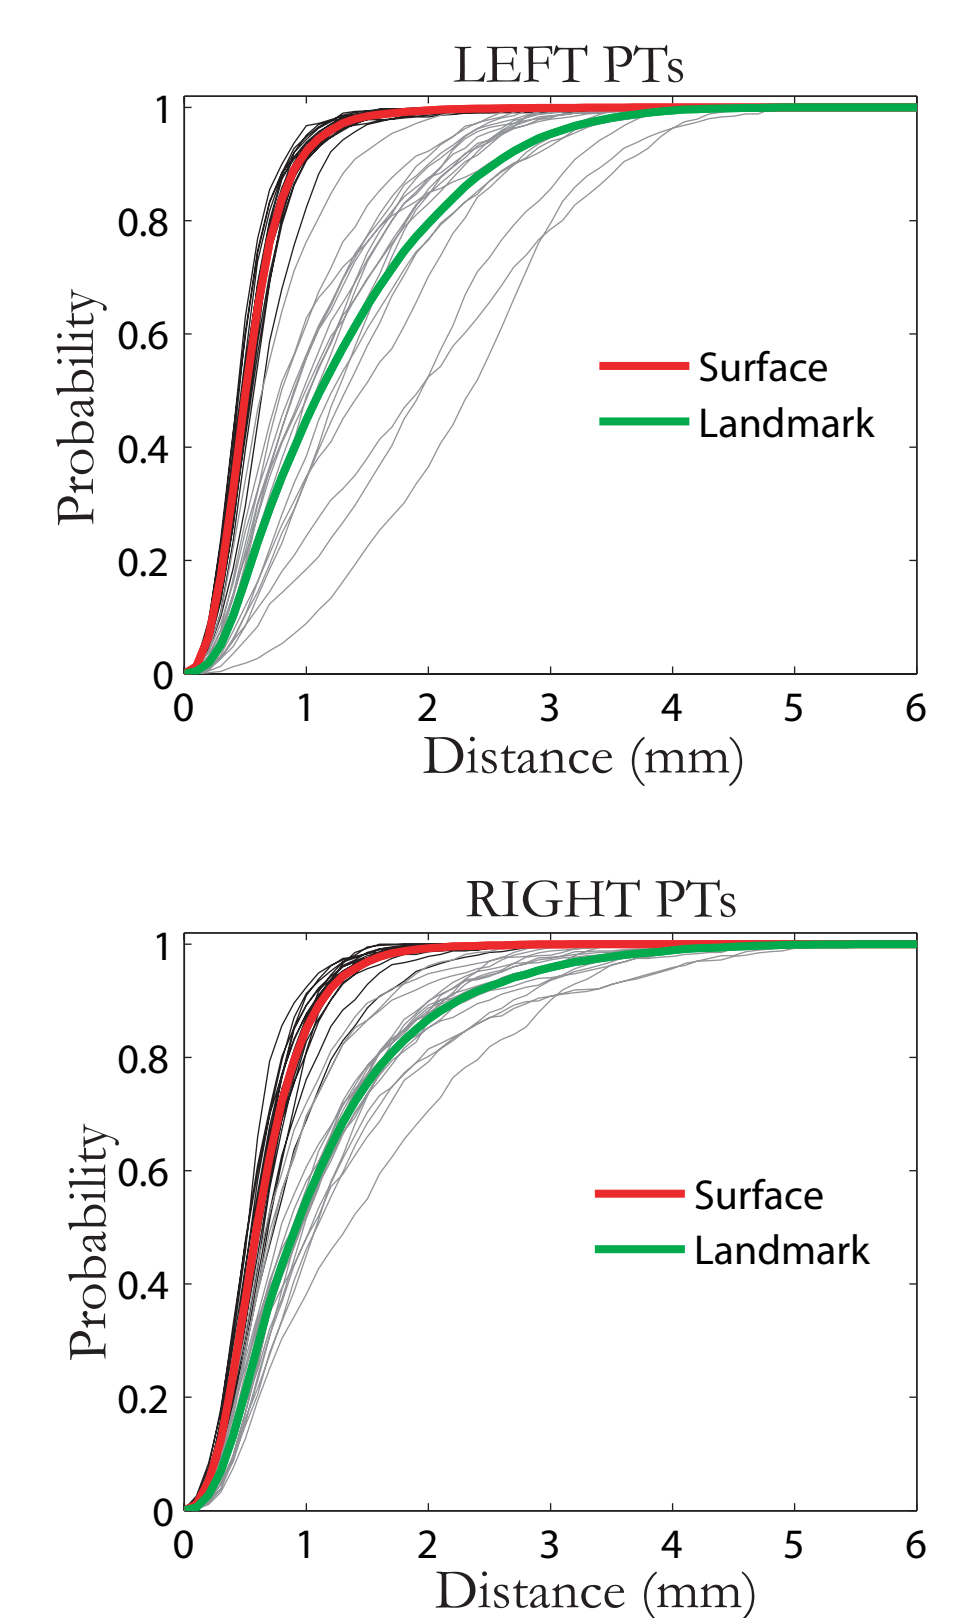 LEFT PTs
1
0.8
0.6
0.4
0.2
0
Probability
Surface
Landmark
0 1 2 3 4 5 6
Distance (mm)
RIGHT PTs
1
0.8
0.6
0.4
0.2
0
Probability
Surface
Landmark
0 1 2 3 4 5 6
Distance (mm)